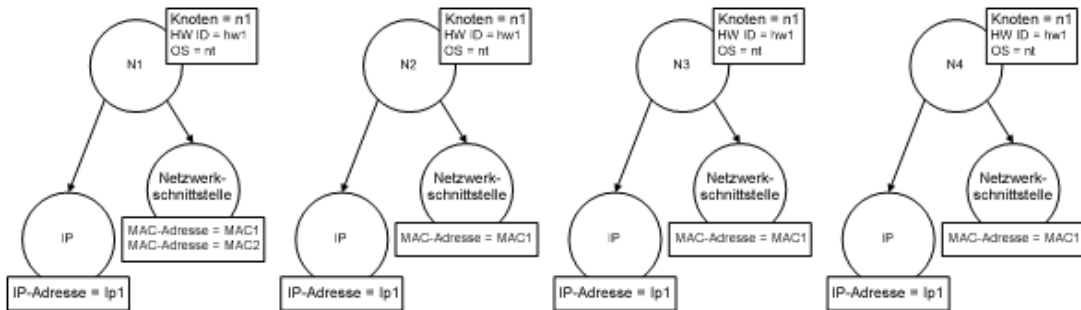 Knoten = n1
HW ID = hw1
OS = nt
N1
Netzwerk-
schnittstelle
MAC-Adresse = MAC1
MAC-Adresse = MAC2
IP
IP-Adresse = Ip1
Knoten = n1
HW ID = hw1
OS = nt
N2
Netzwerk-
schnittstelle
MAC-Adresse = MAC1
IP
IP-Adresse = Ip1
Knoten = n1
HW ID = hw1
OS = nt
N3
Netzwerk-
schnittstelle
MAC-Adresse = MAC1
IP
IP-Adresse = Ip1
Knoten = n1
HW ID = hw1
OS = nt
N4
Netzwerk-
schnittstelle
MAC-Adresse = MAC1
IP
IP-Adresse = Ip1